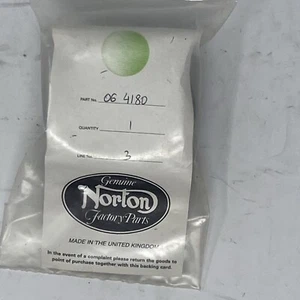 PART No. 06 4180
QUANTITY 1
LINE No. 3
Genuine
Norton
Factory Parts
MADE IN THE UNITED KINGDOM
In the event of a complaint please return the goods to
point of purchase together with this backing card.